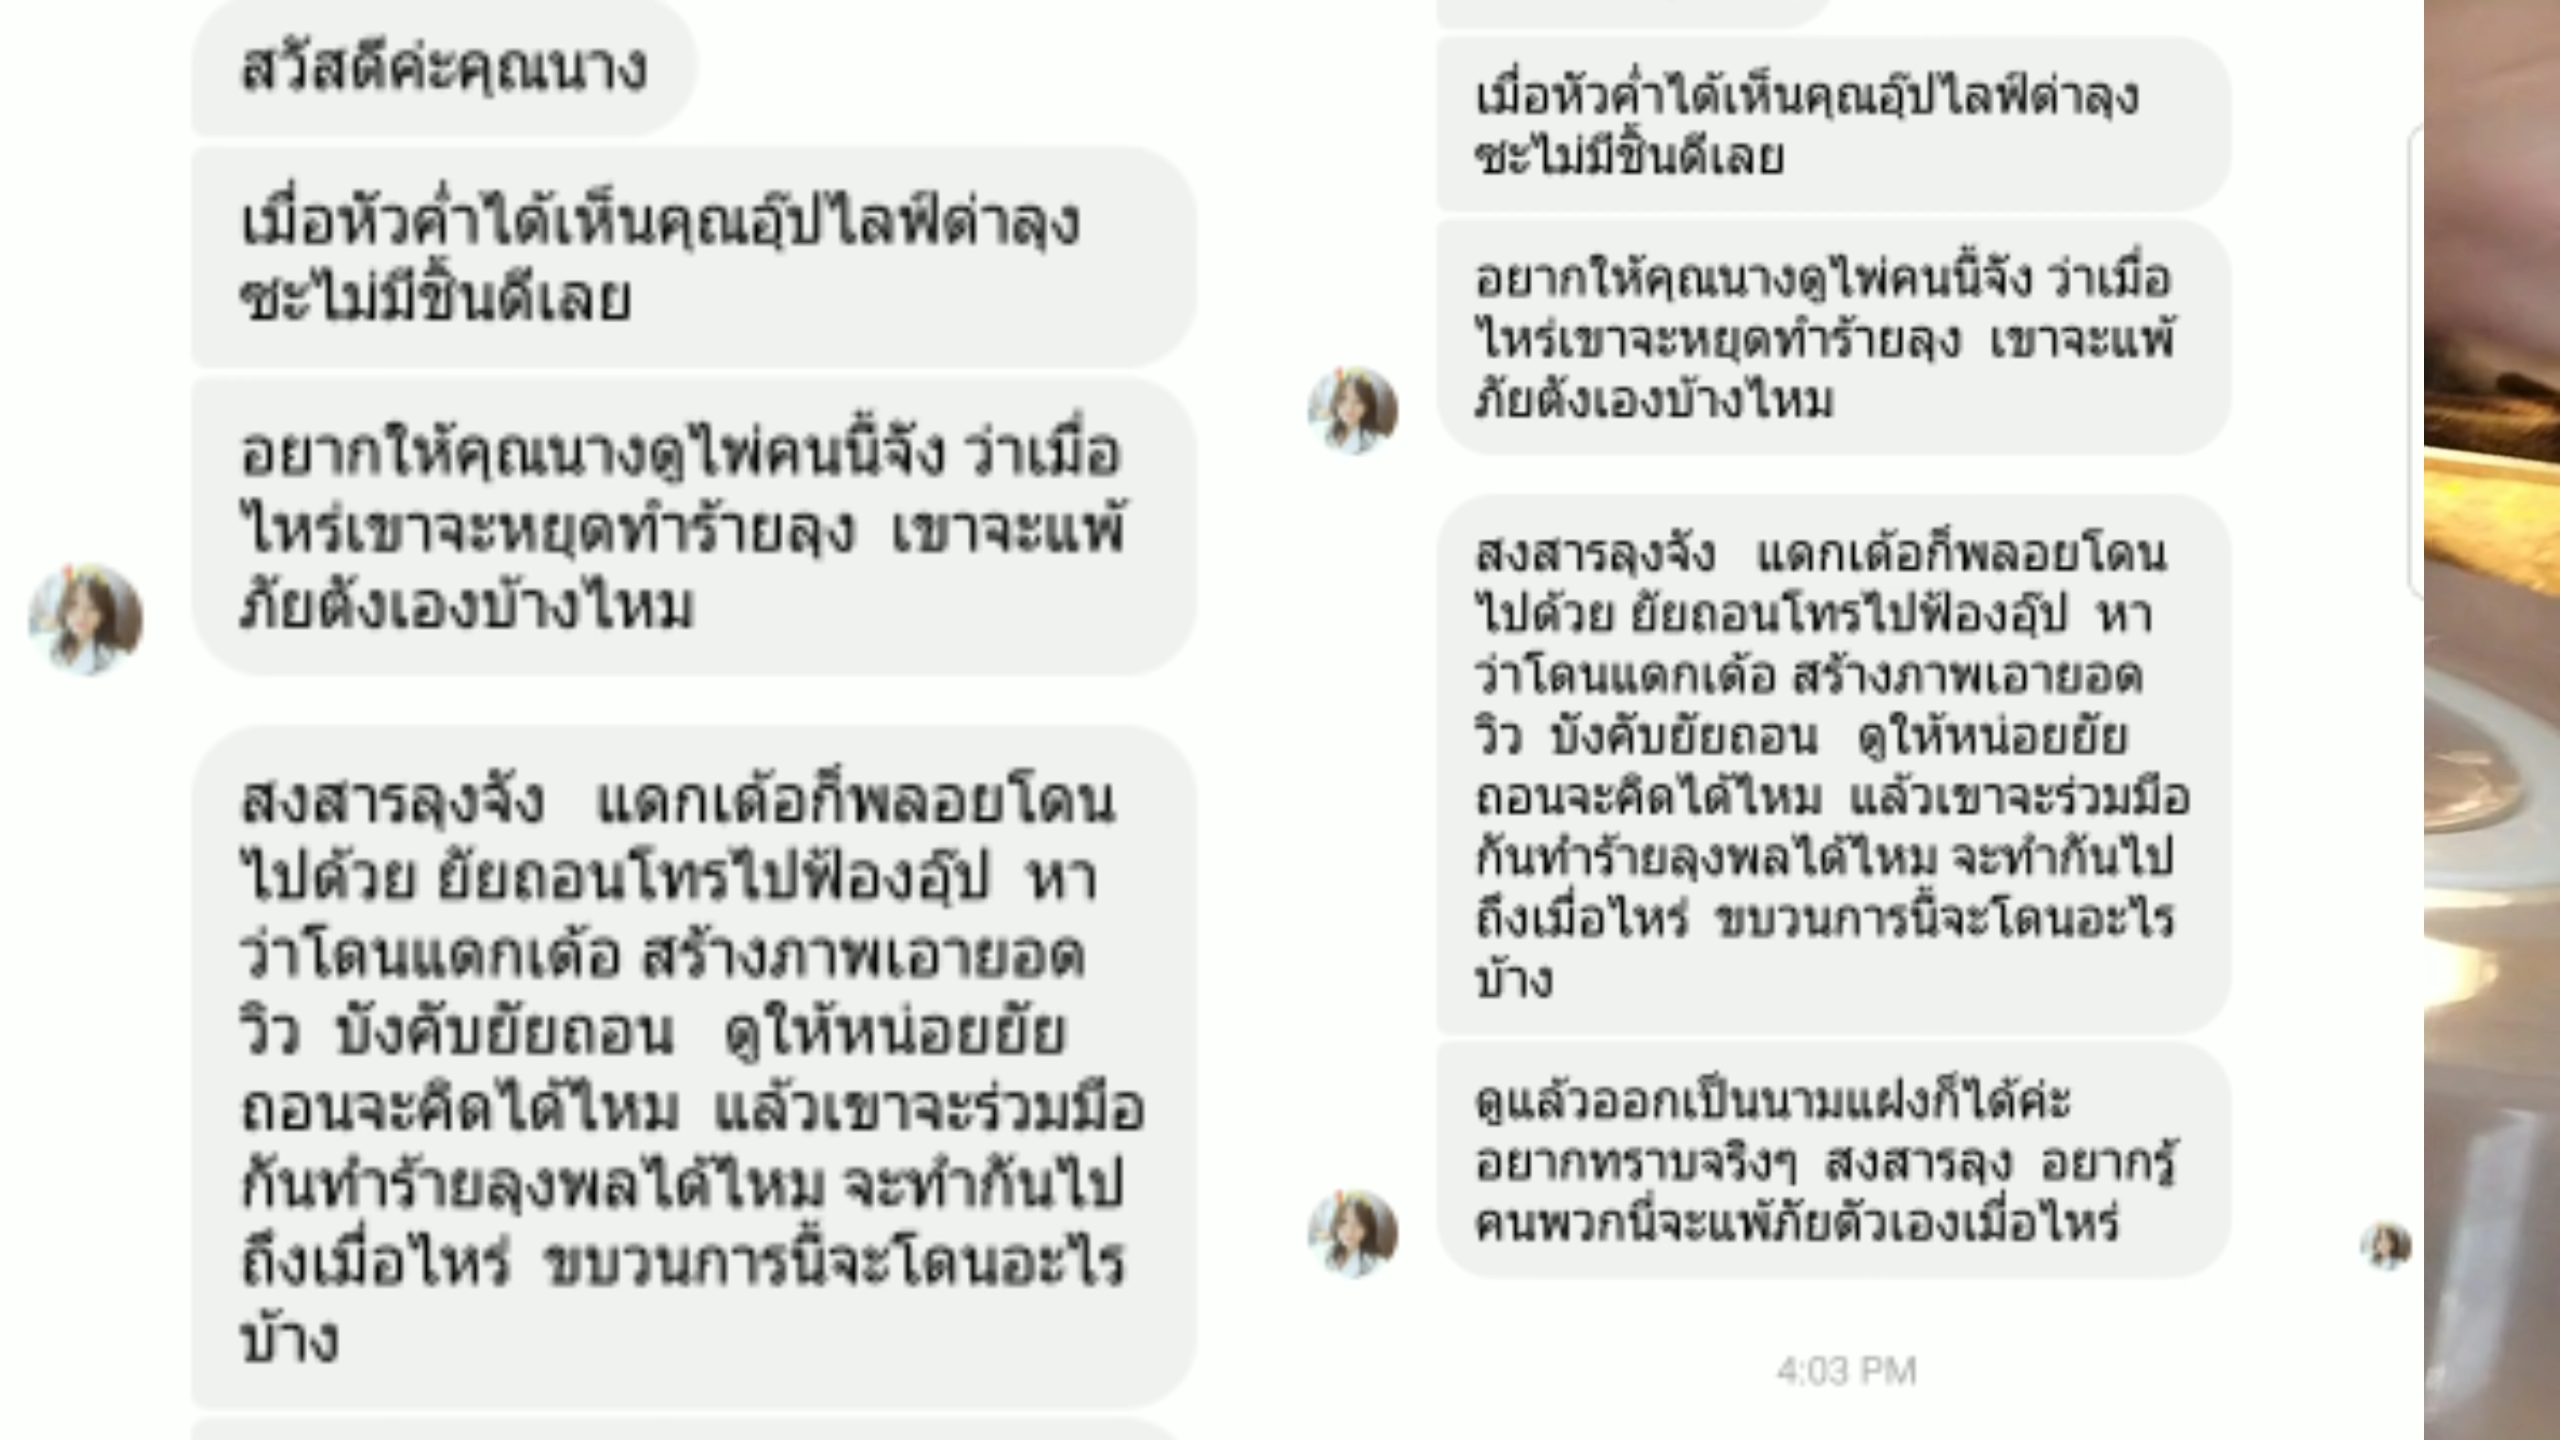 สวัสดีค่ะคุณนาง
เมื่อหัวค่ำได้เห็นคุณอุ๊ปไลฟ์ด่าลุง
ซะไม่มีชิ้นดีเลย
อยากให้คุณนางดูไพ่คนนี้จัง ว่าเมื่อ
ไหร่เขาจะหยุดทำร้ายลุง เขาจะแพ้
ภัยตัังเองบ้างไหม
สงสารลุงจัง แดกเด้อก็พลอยโดน
ไปด้วย ยัยถอนโทรไปฟ้องอุ๊ป หา
ว่าโดนแดกเด้อ สร้างภาพเอายอด
วิว บังคับยัยถอน ดูให้หน่อยยัย
ถอนจะคิดได้ไหม แล้วเขาจะร่วมมือ
กันทำร้ายลุงพลได้ไหม จะทำกันไป
ถึงเมื่อไหร่ ขบวนการนี้จะโดนอะไร
บ้าง
เมื่อหัวค่ำได้เห็นคุณอุ๊ปไลฟ์ด่าลุง
ซะไม่มีชิ้นดีเลย
อยากให้คุณนางดูไพ่คนนี้จัง ว่าเมื่อ
ไหร่เขาจะหยุดทำร้ายลุง เขาจะแพ้
ภัยตังเองบ้างไหม
สงสารลุงจัง แดกเด้อก็พลอยโดน
ไปด้วย ยัยถอนโทรไปฟ้องอุ๊ป หา
ว่าโดนแดกเด้อ สร้างภาพเอายอด
วิว บังคับยัยถอน ดูให้หน่อยยัย
ถอนจะคิดได้ไหม แล้วเขาจะร่วมมือ
กันทำร้ายลุงพลได้ไหม จะทำกันไป
ถึงเมื่อไหร่ ขบวนการนี้จะโดนอะไร
บ้าง
ดูแล้วออกเป็นนามแฝงก็ได้ค่ะ
อยากทราบจริงๆ สงสารลุง อยากรู้
คนพวกนี่จะแพ้ภัยตัวเองเมื่อไหร่
4:03 PM